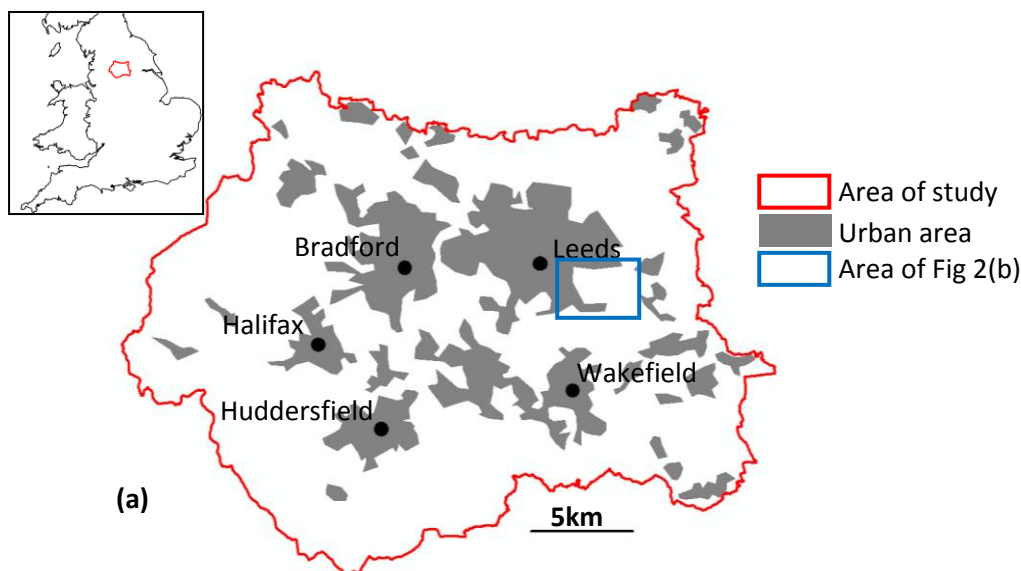 Area of study
Urban area
Area of Fig 2(b)
Bradford
Leeds
Halifax
Wakefield
Huddersfield
(a)
5km